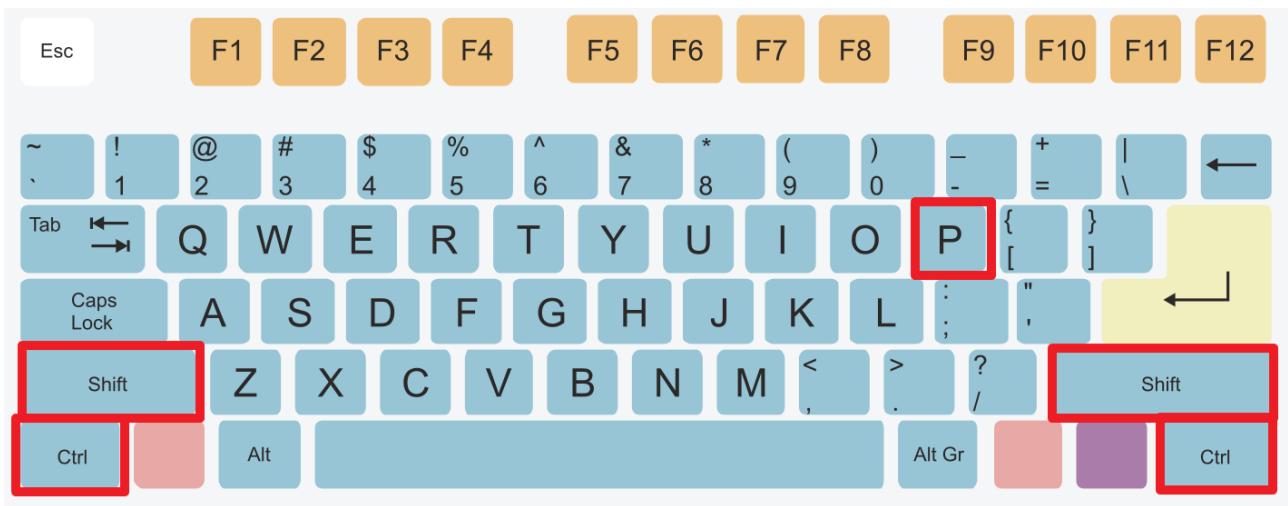 Esc F1 F2 F3 F4 F5 F6 F7 F8 F9 F10 F11 F12
~ ! @ # $ % ^ & * ( ) _ + |
` 1 2 3 4 5 6 7 8 9 0 - = \
Tab Q W E R T Y U I O P { }
[ ]
Caps Lock A S D F G H J K L : "
; '
Shift Z X C V B N M < > ? Shift
, . /
Ctrl Alt Alt Gr Ctrl